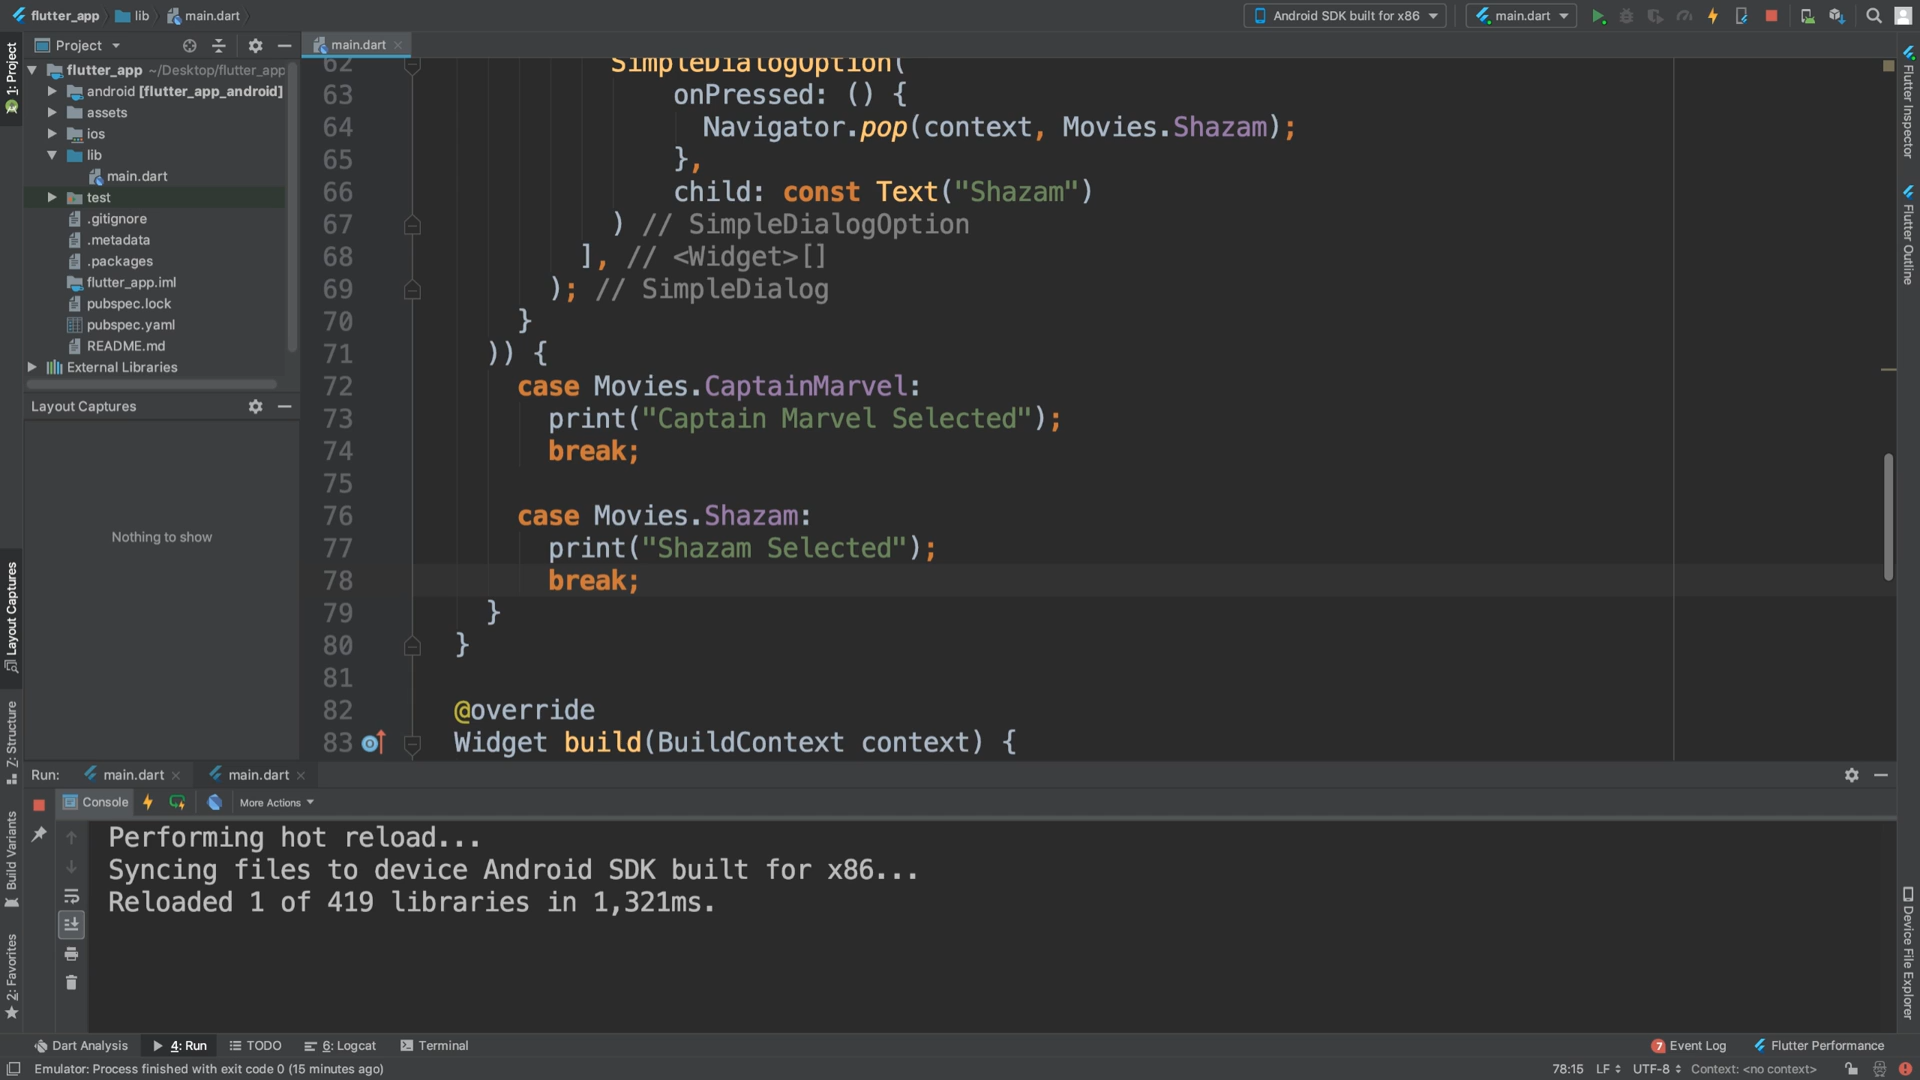 flutter_app lib main.dart Android SDK built for x86 main.dart
1: Project
Project
flutter_app ~/Desktop/flutter_app
android [flutter_app_android]
assets
ios
lib
main.dart
test
.gitignore
.metadata
.packages
flutter_app.iml
pubspec.lock
pubspec.yaml
README.md
External Libraries
Layout Captures
Nothing to show
Layout Captures
Z: Structure
Build Variants
2: Favorites
main.dart
62 SimpleDialogOption(
63 onPressed: () {
64 Navigator.pop(context, Movies.Shazam);
65 },
66 child: const Text("Shazam")
67 ) // SimpleDialogOption
68 ], // <Widget>[]
69 ); // SimpleDialog
70 }
71 )) {
72 case Movies.CaptainMarvel:
73 print("Captain Marvel Selected");
74 break;
75
76 case Movies.Shazam:
77 print("Shazam Selected");
78 break;
79 }
80 }
81
82 @override
83 Widget build(BuildContext context) {
Flutter Inspector
Flutter Outline
Device File Explorer
Run: main.dart main.dart
Console More Actions
Performing hot reload...
Syncing files to device Android SDK built for x86...
Reloaded 1 of 419 libraries in 1,321ms.
Dart Analysis 4: Run TODO 6: Logcat Terminal 7 Event Log Flutter Performance
Emulator: Process finished with exit code 0 (15 minutes ago) 78:15 LF UTF-8 Context: <no context>